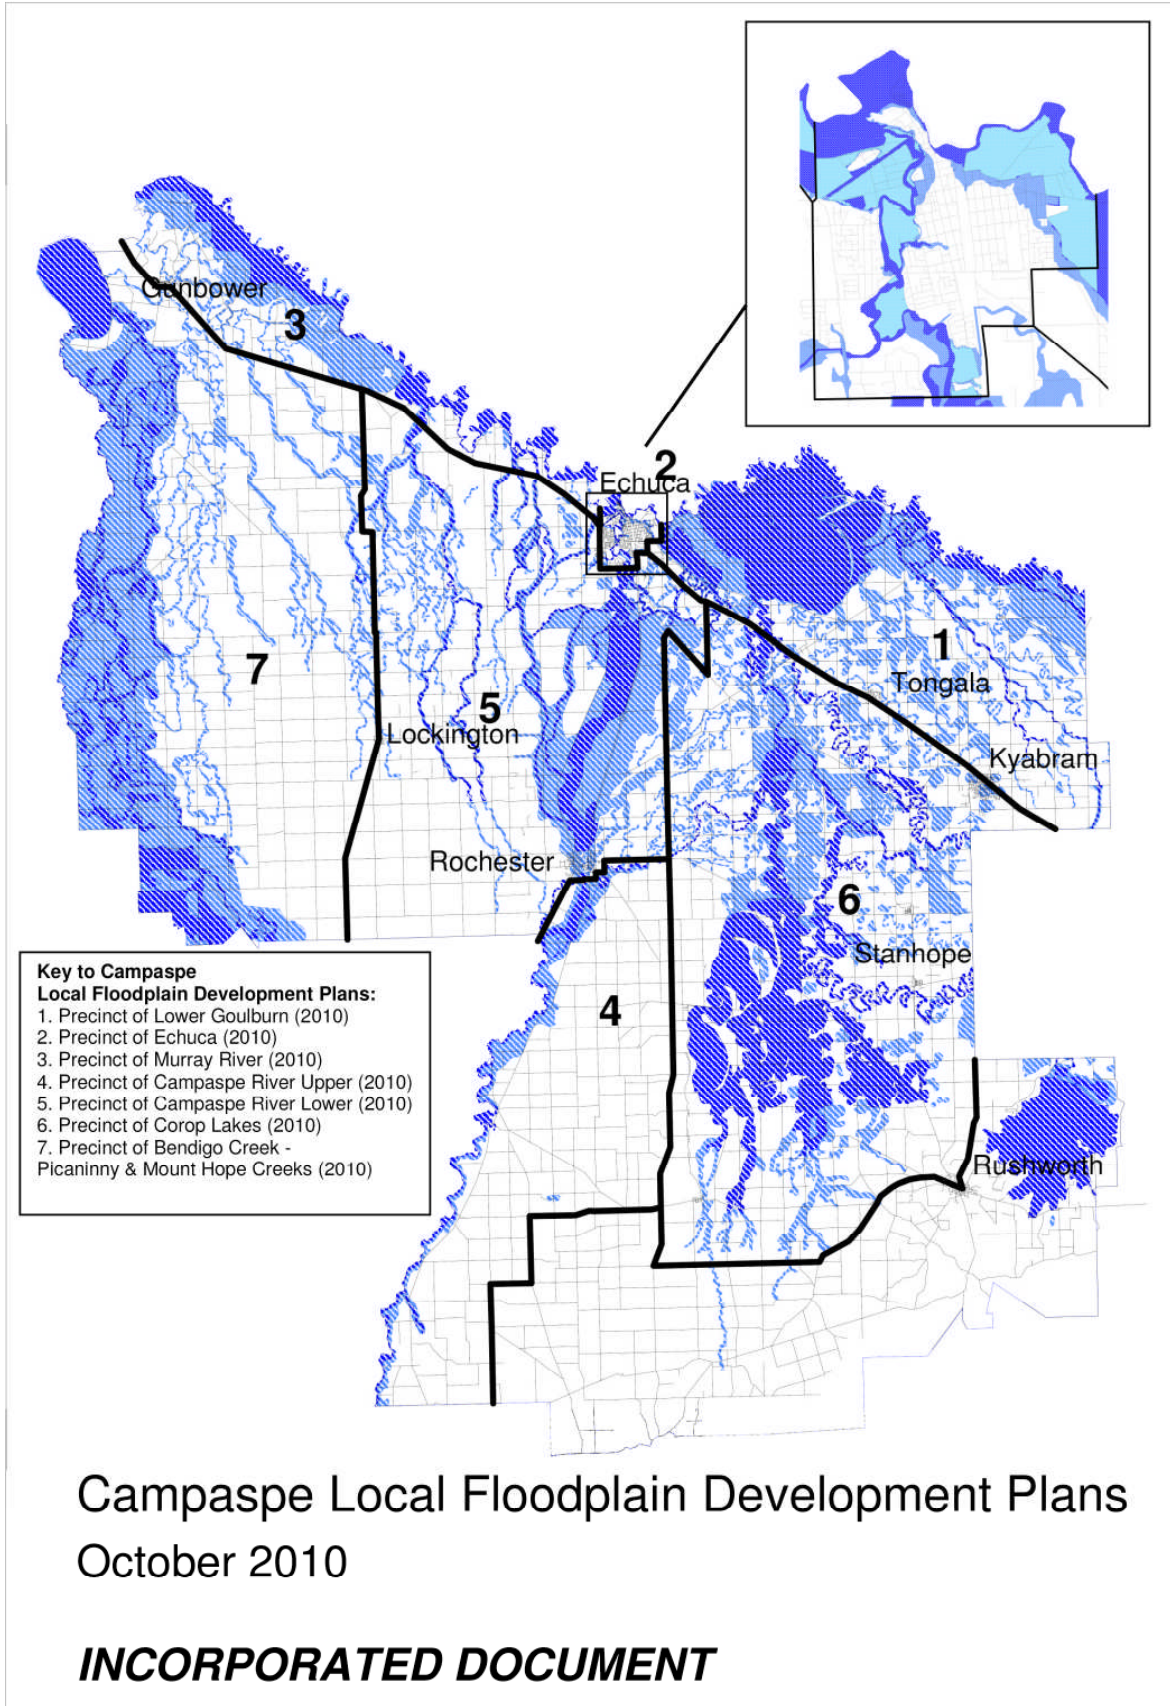 Gunbower
3
2
Echuca
1
Tongala
7
5
Lockington
Kyabram
Rochester
6
Stanhope
4
Rushworth
Key to Campaspe
Local Floodplain Development Plans:
1. Precinct of Lower Goulburn (2010)
2. Precinct of Echuca (2010)
3. Precinct of Murray River (2010)
4. Precinct of Campaspe River Upper (2010)
5. Precinct of Campaspe River Lower (2010)
6. Precinct of Corop Lakes (2010)
7. Precinct of Bendigo Creek -
Picaninny & Mount Hope Creeks (2010)
Campaspe Local Floodplain Development Plans
October 2010
INCORPORATED DOCUMENT